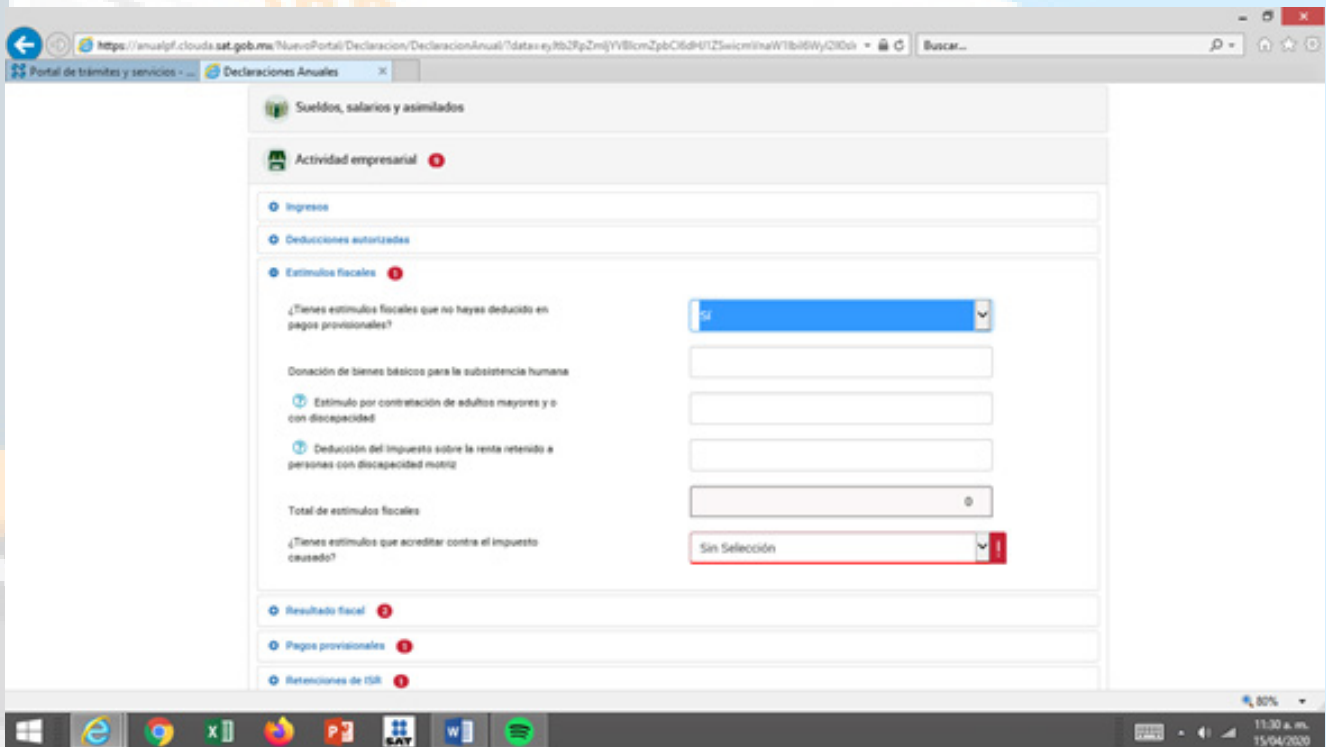 Buscar...
Portal de trámites y servicios - ...
Declaraciones Anuales
Sueldos, salarios y asimilados
Actividad empresarial
Ingresos
Deducciones autorizadas
Estímulos fiscales
¿Tienes estímulos fiscales que no hayas deducido en
pagos provisionales?
Sí
Donación de bienes básicos para la subsistencia humana
Estímulo por contratación de adultos mayores y o
con discapacidad
Deducción del Impuesto sobre la renta retenido a
personas con discapacidad motriz
Total de estímulos fiscales
0
¿Tienes estímulos que acreditar contra el impuesto
causado?
Sin Selección
Resultado fiscal
Pagos provisionales
Retenciones de ISR
80%
SAT
11:30 a. m.
15/04/2020